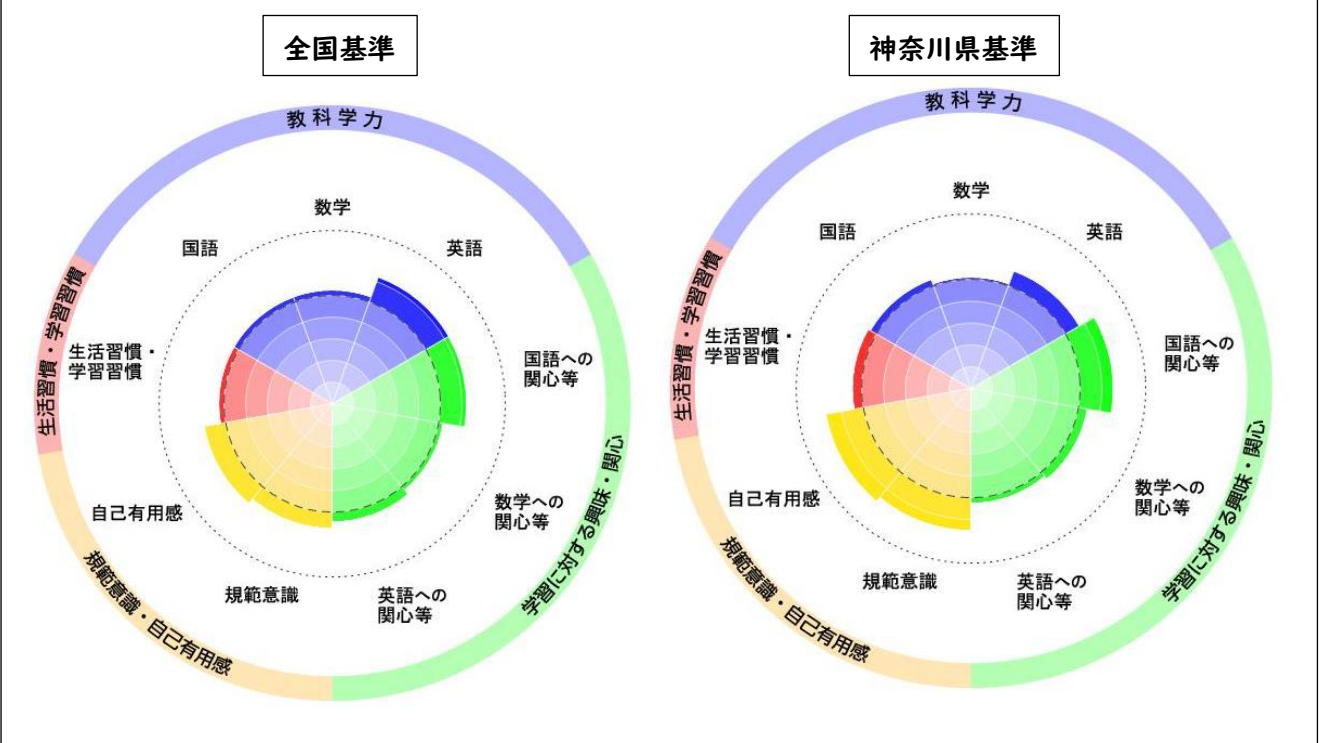 全国基準
教科学力
数学
国語
英語
生活習慣・学習習慣
生活習慣・
学習習慣
国語への
関心等
数学への
関心等
自己有用感
規範意識
英語への
関心等
学習に対する興味・関心
規範意識・自己有用感
神奈川県基準
教科学力
数学
国語
英語
生活習慣・学習習慣
生活習慣・
学習習慣
国語への
関心等
数学への
関心等
自己有用感
規範意識
英語への
関心等
学習に対する興味・関心
規範意識・自己有用感